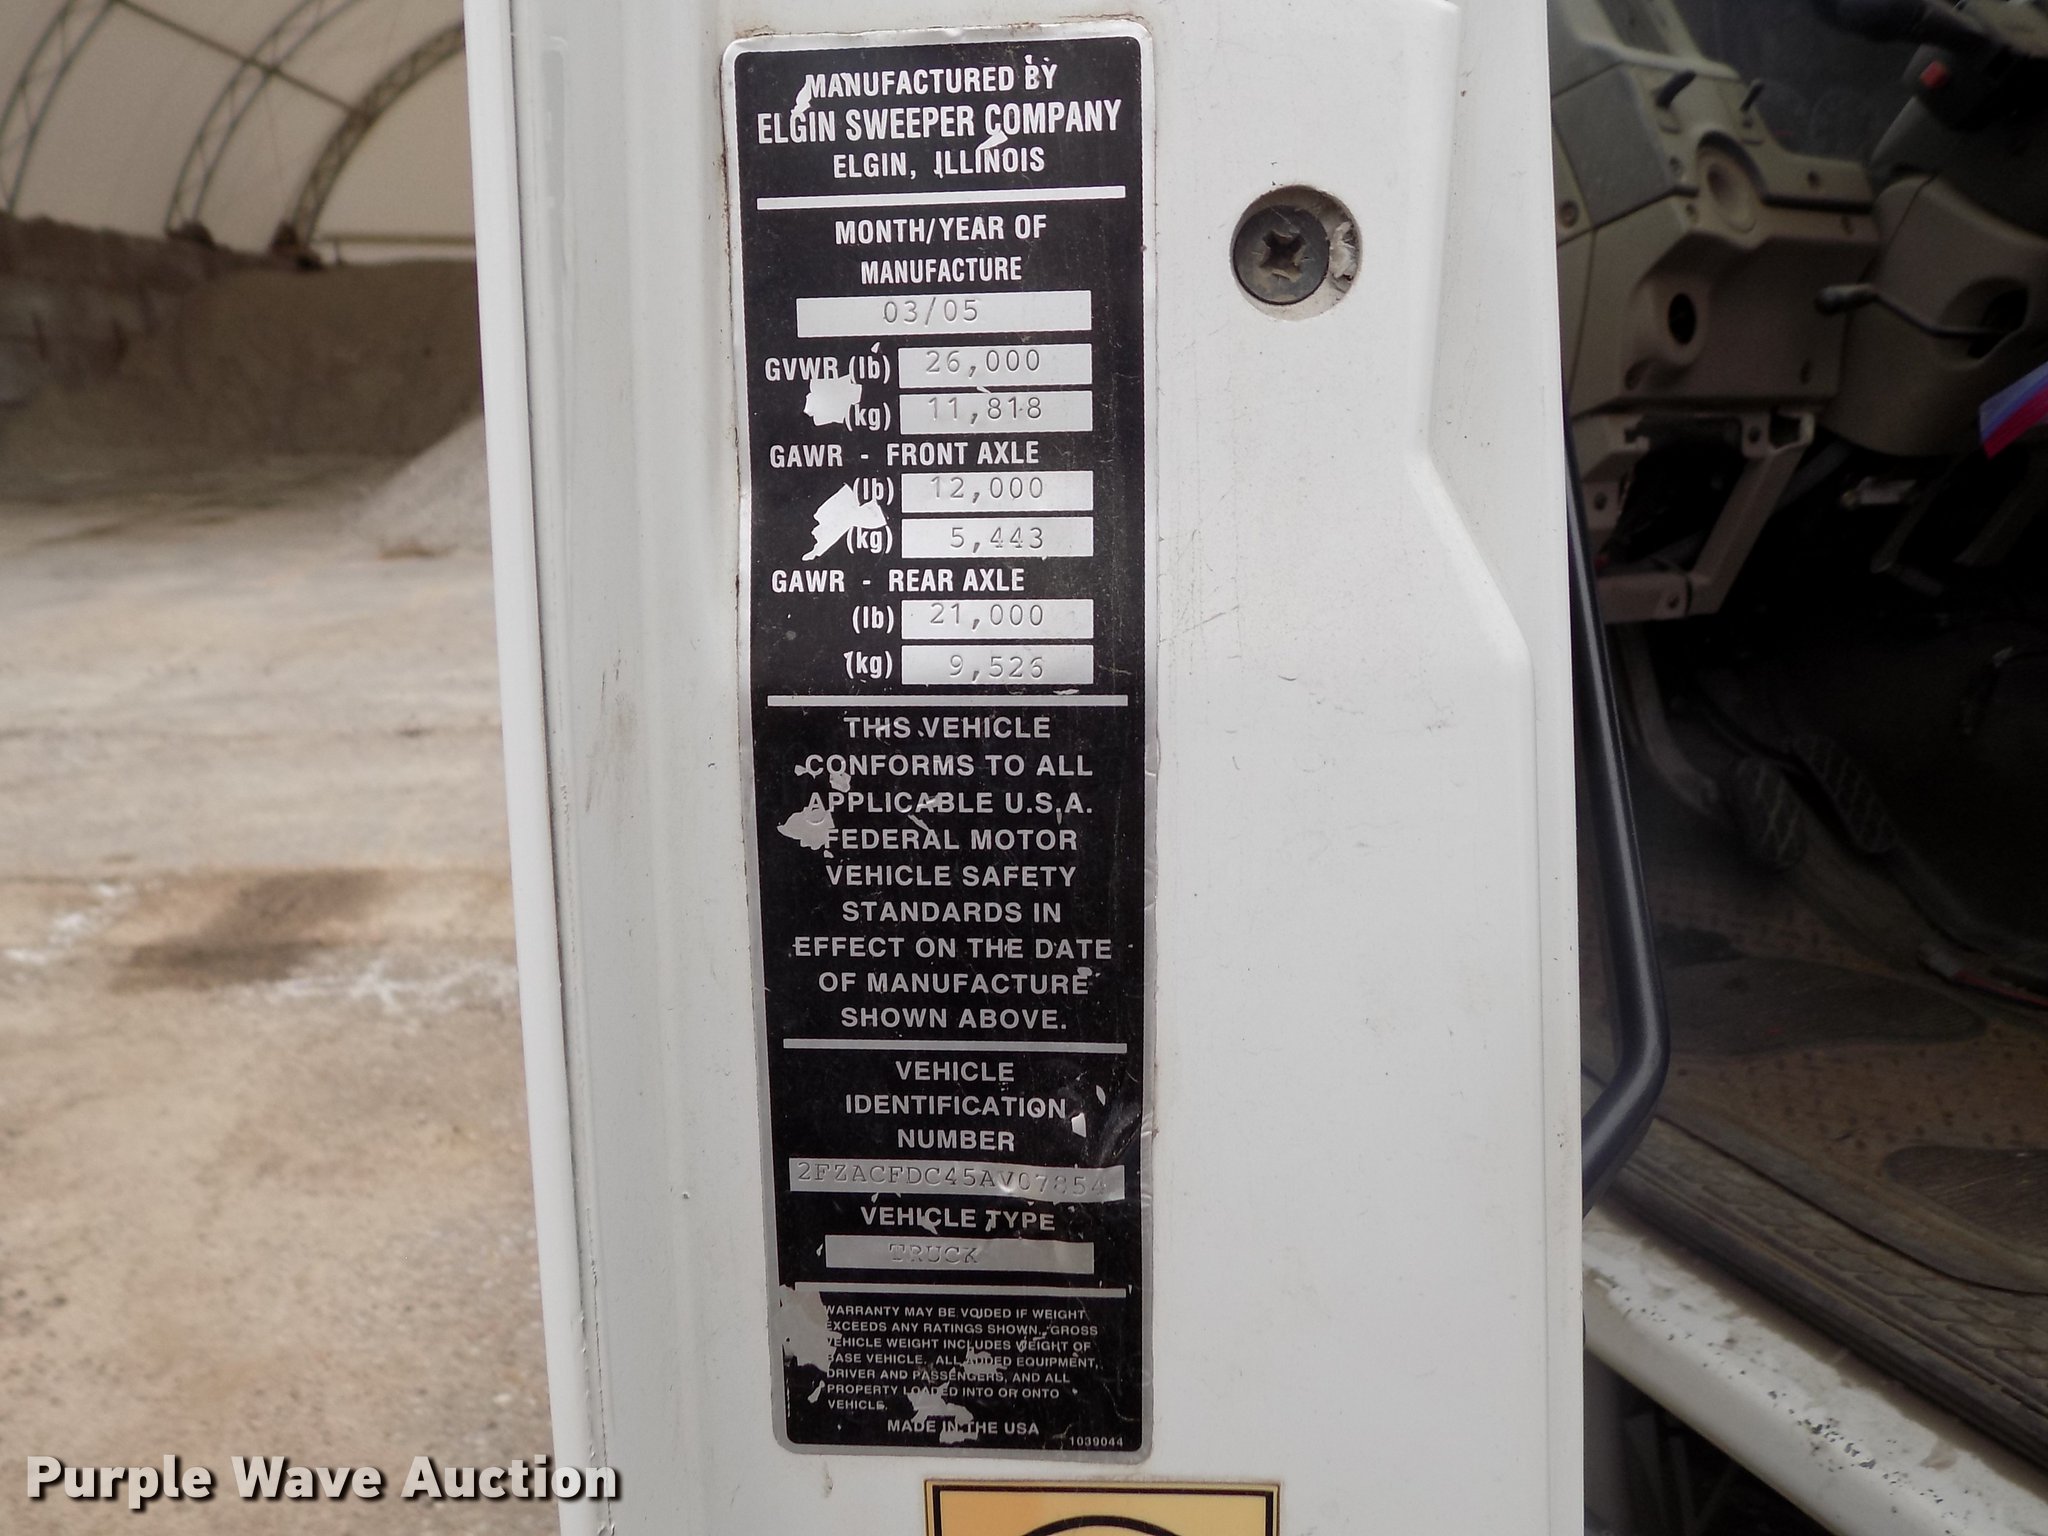 MANUFACTURED BY
ELGIN SWEEPER COMPANY
ELGIN, ILLINOIS
MONTH/YEAR OF
MANUFACTURE
03/05
GVWR (lb) 26,000
(kg) 11,818
GAWR - FRONT AXLE
(lb) 12,000
(kg) 5,443
GAWR - REAR AXLE
(lb) 21,000
(kg) 9,526
THIS VEHICLE
CONFORMS TO ALL
APPLICABLE U.S.A.
FEDERAL MOTOR
VEHICLE SAFETY
STANDARDS IN
EFFECT ON THE DATE
OF MANUFACTURE
SHOWN ABOVE.
VEHICLE
IDENTIFICATION
NUMBER
2FZACFDC45AV07854
VEHICLE TYPE
TRUCK
WARRANTY MAY BE VOIDED IF WEIGHT
EXCEEDS ANY RATINGS SHOWN. GROSS
VEHICLE WEIGHT INCLUDES WEIGHT OF
BASE VEHICLE. ALL ADDED EQUIPMENT,
DRIVER AND PASSENGERS, AND ALL
PROPERTY LOADED INTO OR ONTO
VEHICLE.
MADE IN THE USA
1039044
Purple Wave Auction